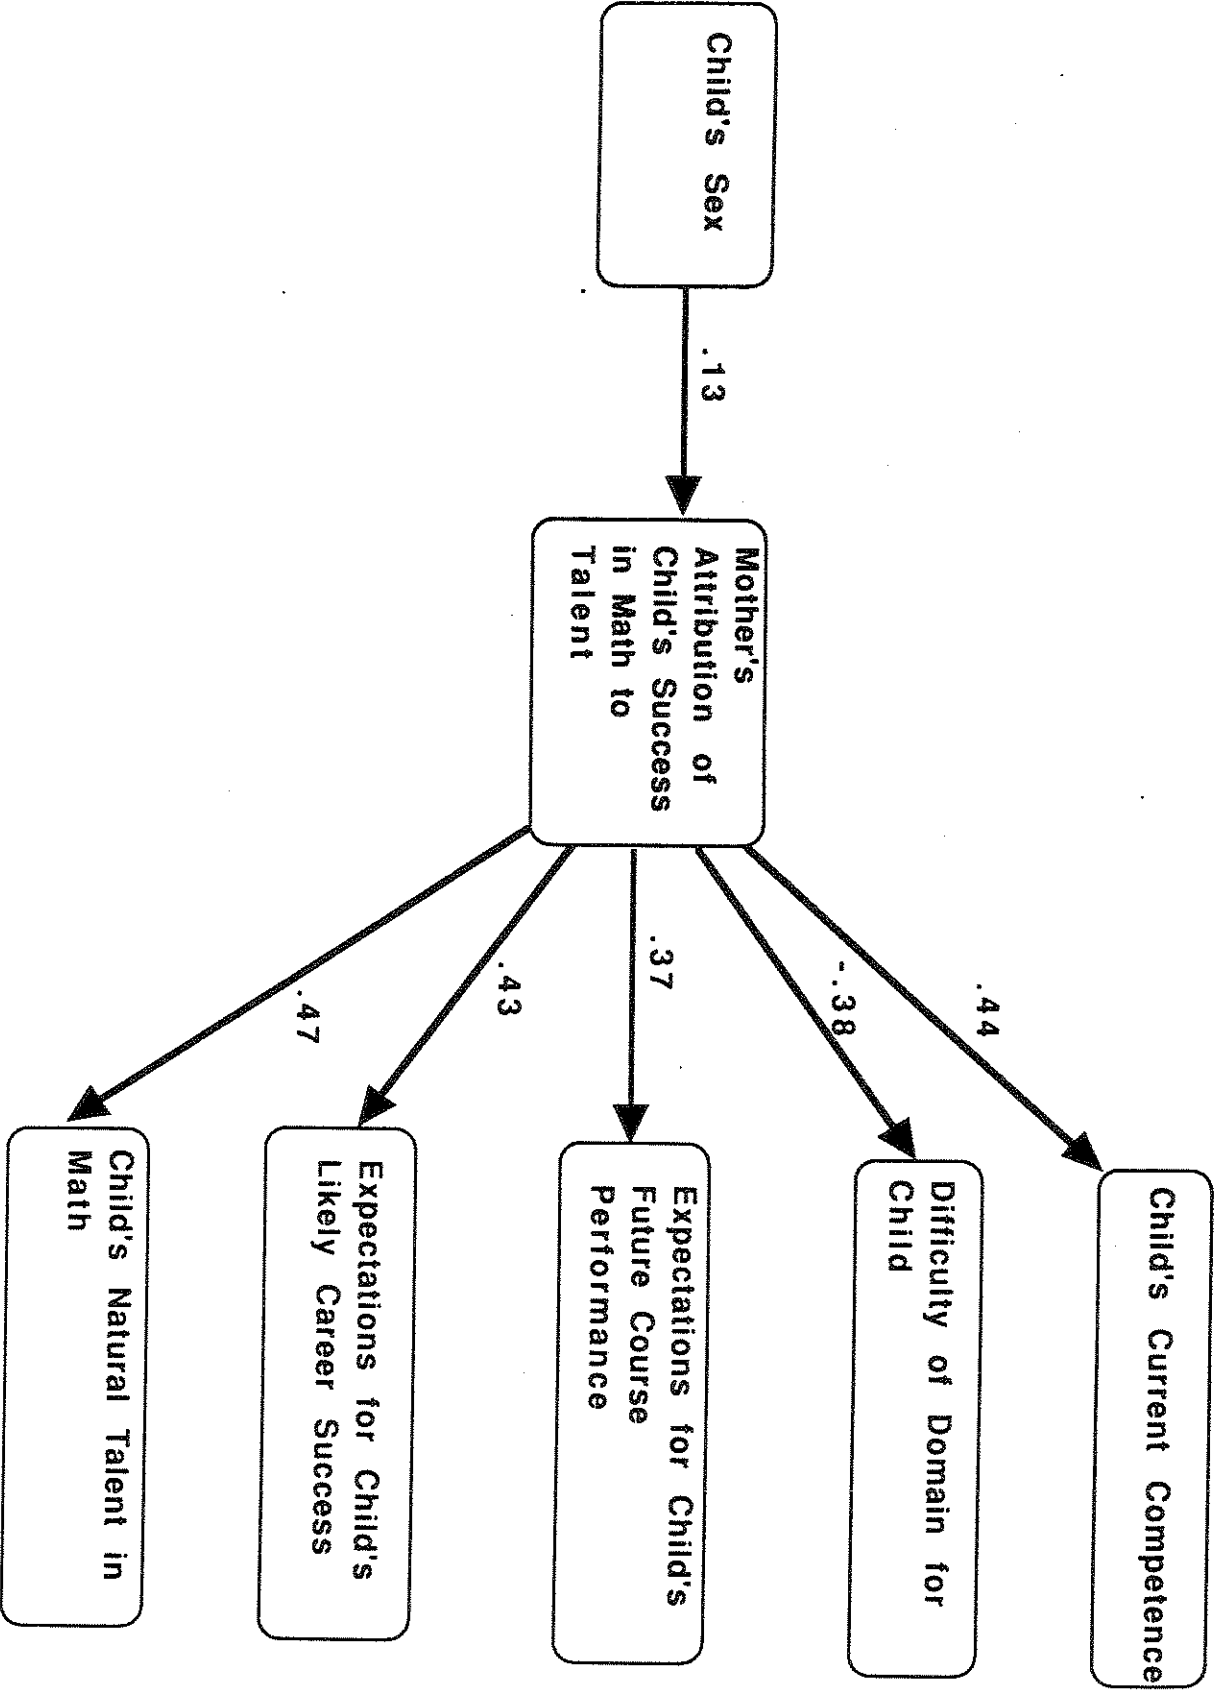 Child's Sex
.13
Mother's
Attribution of
Child's Success
in Math to
Talent
.44
-.38
.37
.43
.47
Child's Current Competence
Difficulty of Domain for
Child
Expectations for Child's
Future Course
Performance
Expectations for Child's
Likely Career Success
Child's Natural Talent in
Math